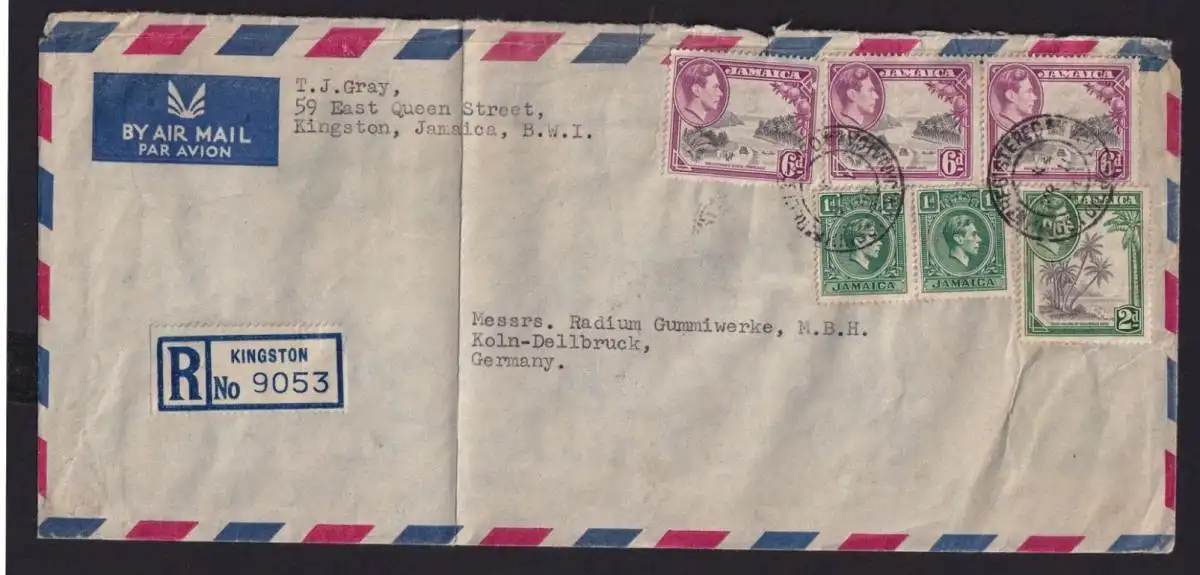 BY AIR MAIL
PAR AVION
T.J.Gray,
59 East Queen Street,
Kingston, Jamaica, B.W.I.
JAMAICA
6d
JAMAICA
6d
JAMAICA
6d
1d
JAMAICA
1d
JAMAICA
JAMAICA
2d
R
KINGSTON
No 9053
Messrs. Radium Gummiwerke, M.B.H.
Koln-Dellbruck,
Germany.